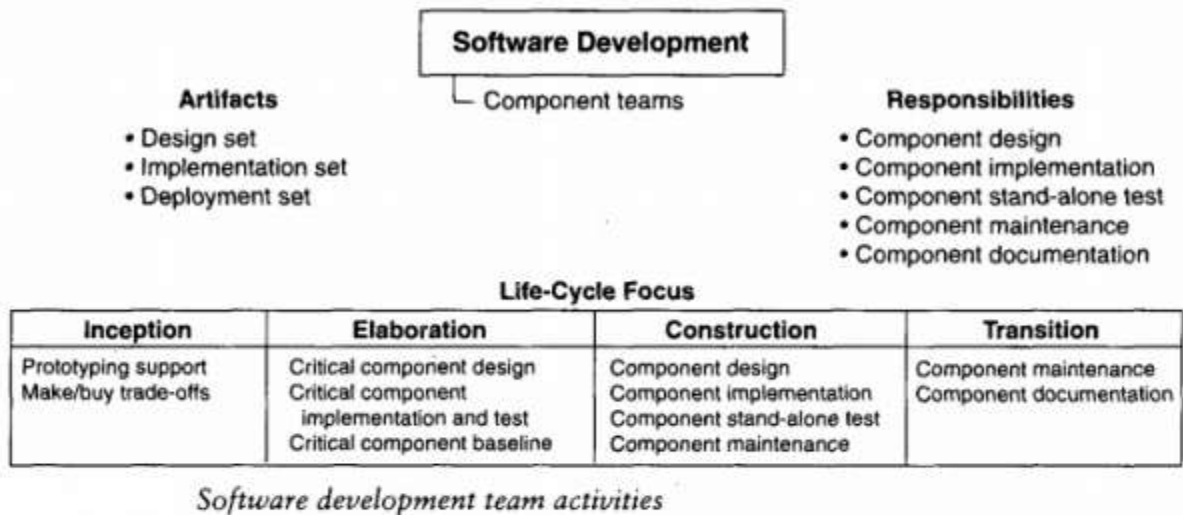 Software Development
Component teams
Artifacts
• Design set
• Implementation set
• Deployment set
Responsibilities
• Component design
• Component implementation
• Component stand-alone test
• Component maintenance
• Component documentation
Life-Cycle Focus
Inception
Prototyping support
Make/buy trade-offs
Elaboration
Critical component design
Critical component
implementation and test
Critical component baseline
Construction
Component design
Component implementation
Component stand-alone test
Component maintenance
Transition
Component maintenance
Component documentation
Software development team activities